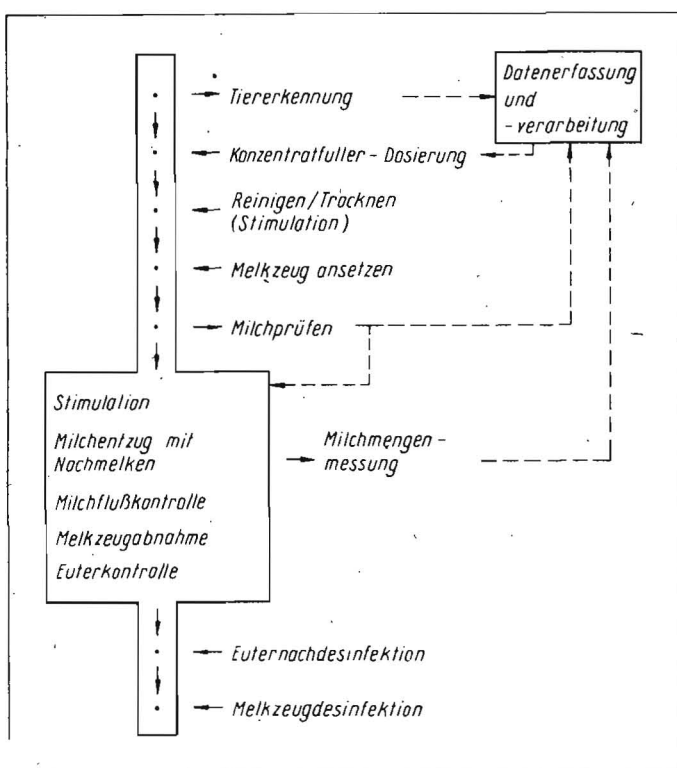 Tiererkennung
Datenerfassung
und
-verarbeitung
Konzentratfutter-Dosierung
Reinigen/Trocknen
(Stimulation)
Melkzeug ansetzen
Milchprüfen
Stimulation
Milchentzug mit
Nachmelken
Milchflußkontrolle
Melkzeugabnahme
Euterkontrolle
Milchmengen-
messung
Euternachdesinfektion
Melkzeugdesinfektion